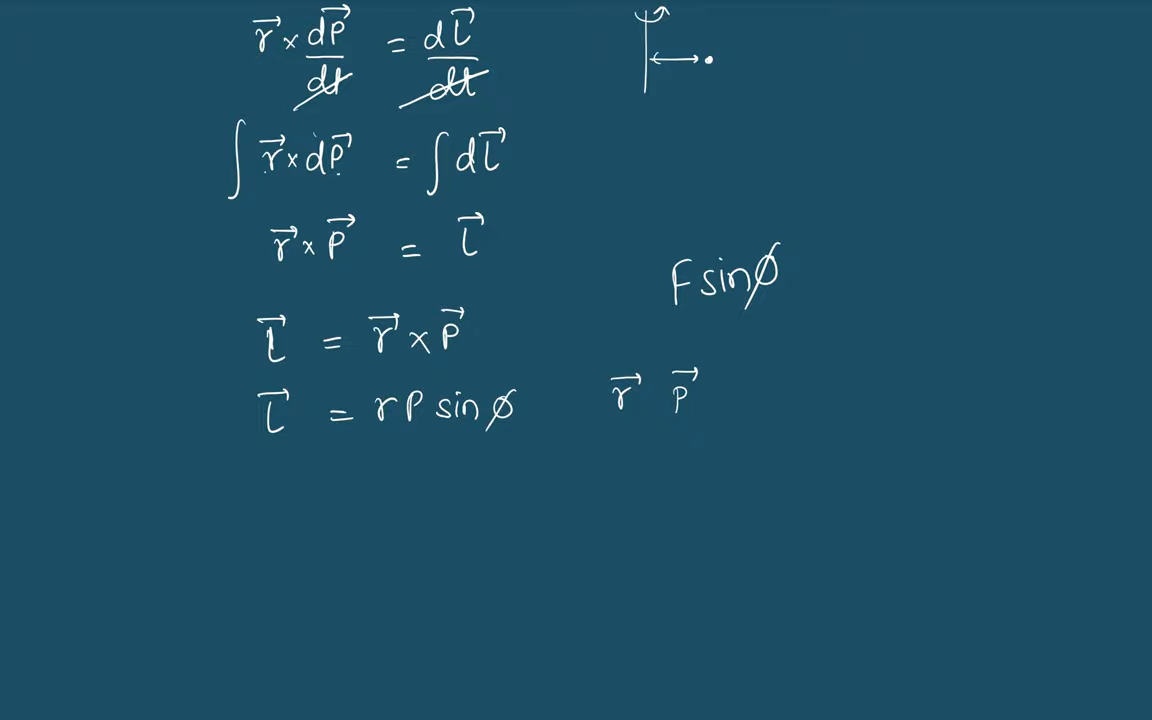 r⃗ × dP⃗/dt = dL⃗/dt
∫ r⃗ × dP⃗ = ∫ dL⃗
r⃗ × P⃗ = L⃗
F sin ϕ
L⃗ = r⃗ × P⃗
L⃗ = r P sin ϕ
r⃗ P⃗